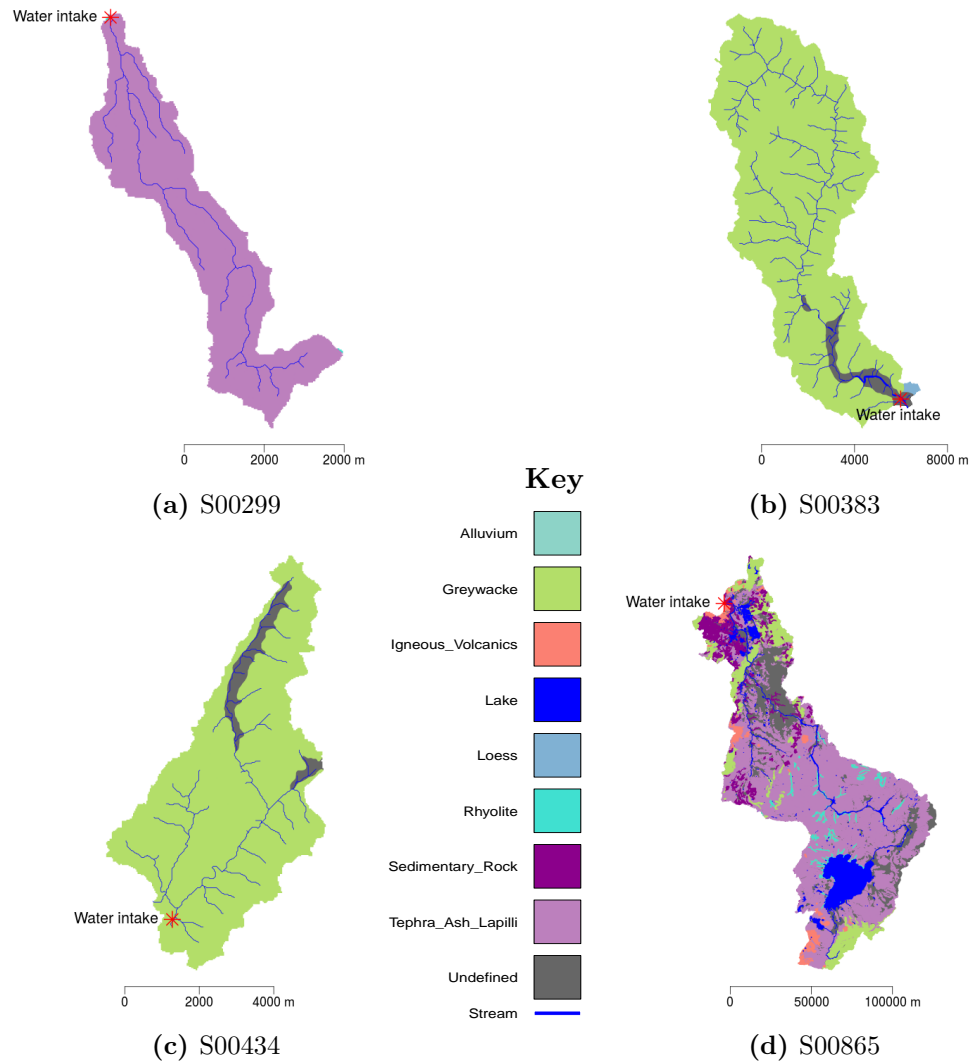 Water intake
0 2000 2000 m
(a) S00299
Water intake
0 4000 8000 m
(b) S00383
Key
Alluvium
Greywacke
Igneous_Volcanics
Lake
Loess
Rhyolite
Sedimentary_Rock
Tephra_Ash_Lapilli
Undefined
Stream
Water intake
0 2000 4000 m
(c) S00434
Water intake
0 50000 100000 m
(d) S00865